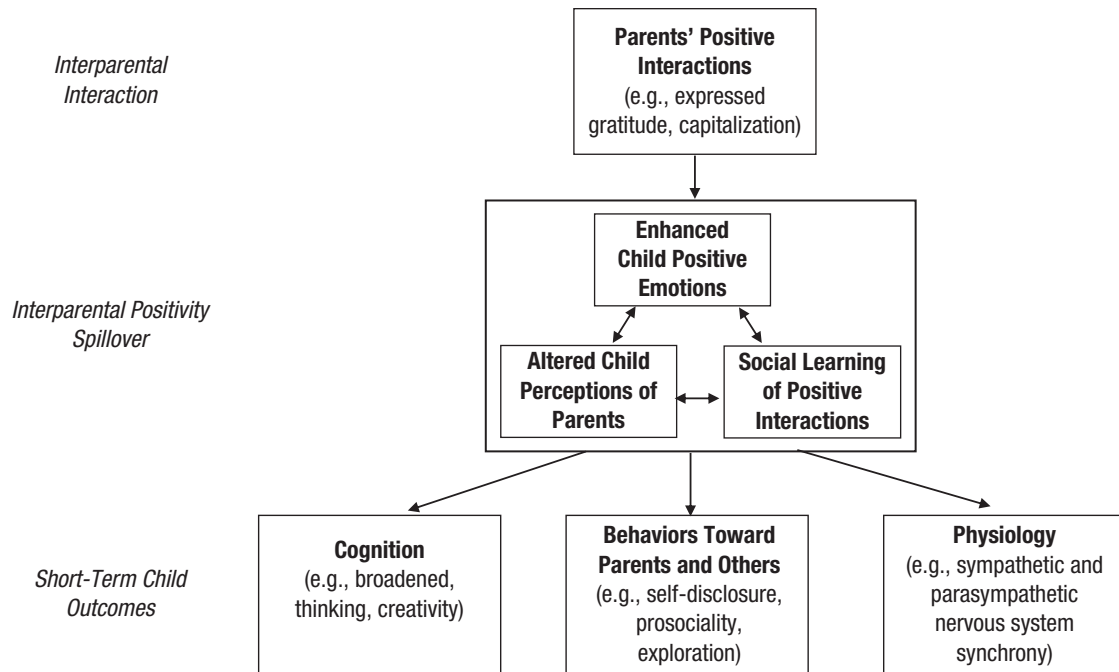 Interparental
Interaction
Parents’ Positive
Interactions
(e.g., expressed
gratitude, capitalization)
Interparental Positivity
Spillover
Enhanced
Child Positive
Emotions
Altered Child
Perceptions of
Parents
Social Learning
of Positive
Interactions
Short-Term Child
Outcomes
Cognition
(e.g., broadened,
thinking, creativity)
Behaviors Toward
Parents and Others
(e.g., self-disclosure,
prosociality,
exploration)
Physiology
(e.g., sympathetic and
parasympathetic
nervous system
synchrony)